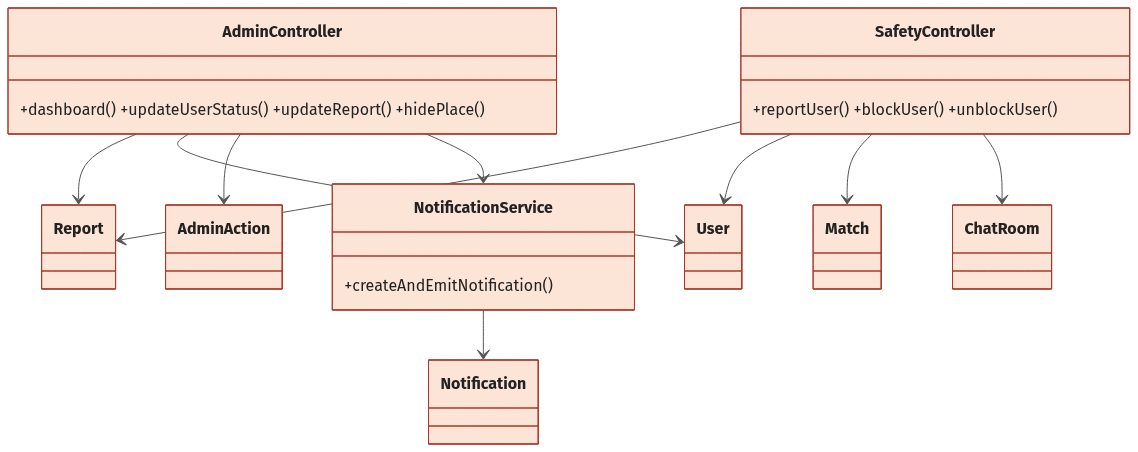 AdminController
+dashboard() +updateUserStatus() +updateReport() +hidePlace()
SafetyController
+reportUser() +blockUser() +unblockUser()
Report
AdminAction
NotificationService
+createAndEmitNotification()
User
Match
ChatRoom
Notification